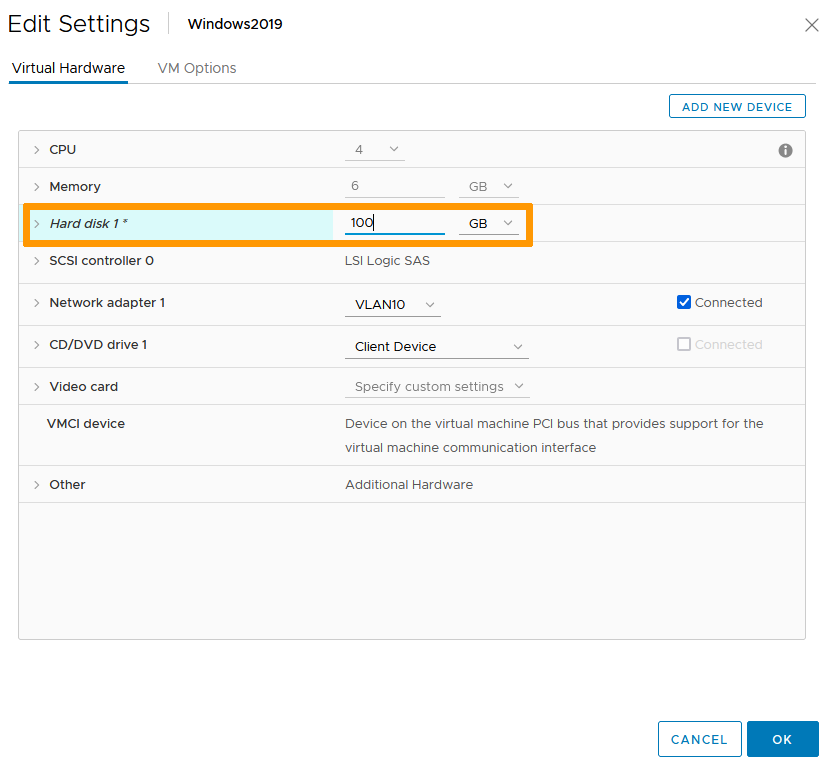 Edit Settings Windows2019
Virtual Hardware VM Options
ADD NEW DEVICE
CPU 4
Memory 6 GB
Hard disk 1 * 100 GB
SCSI controller 0 LSI Logic SAS
Network adapter 1 VLAN10 Connected
CD/DVD drive 1 Client Device Connected
Video card Specify custom settings
VMCI device Device on the virtual machine PCI bus that provides support for the
virtual machine communication interface
Other Additional Hardware
CANCEL OK